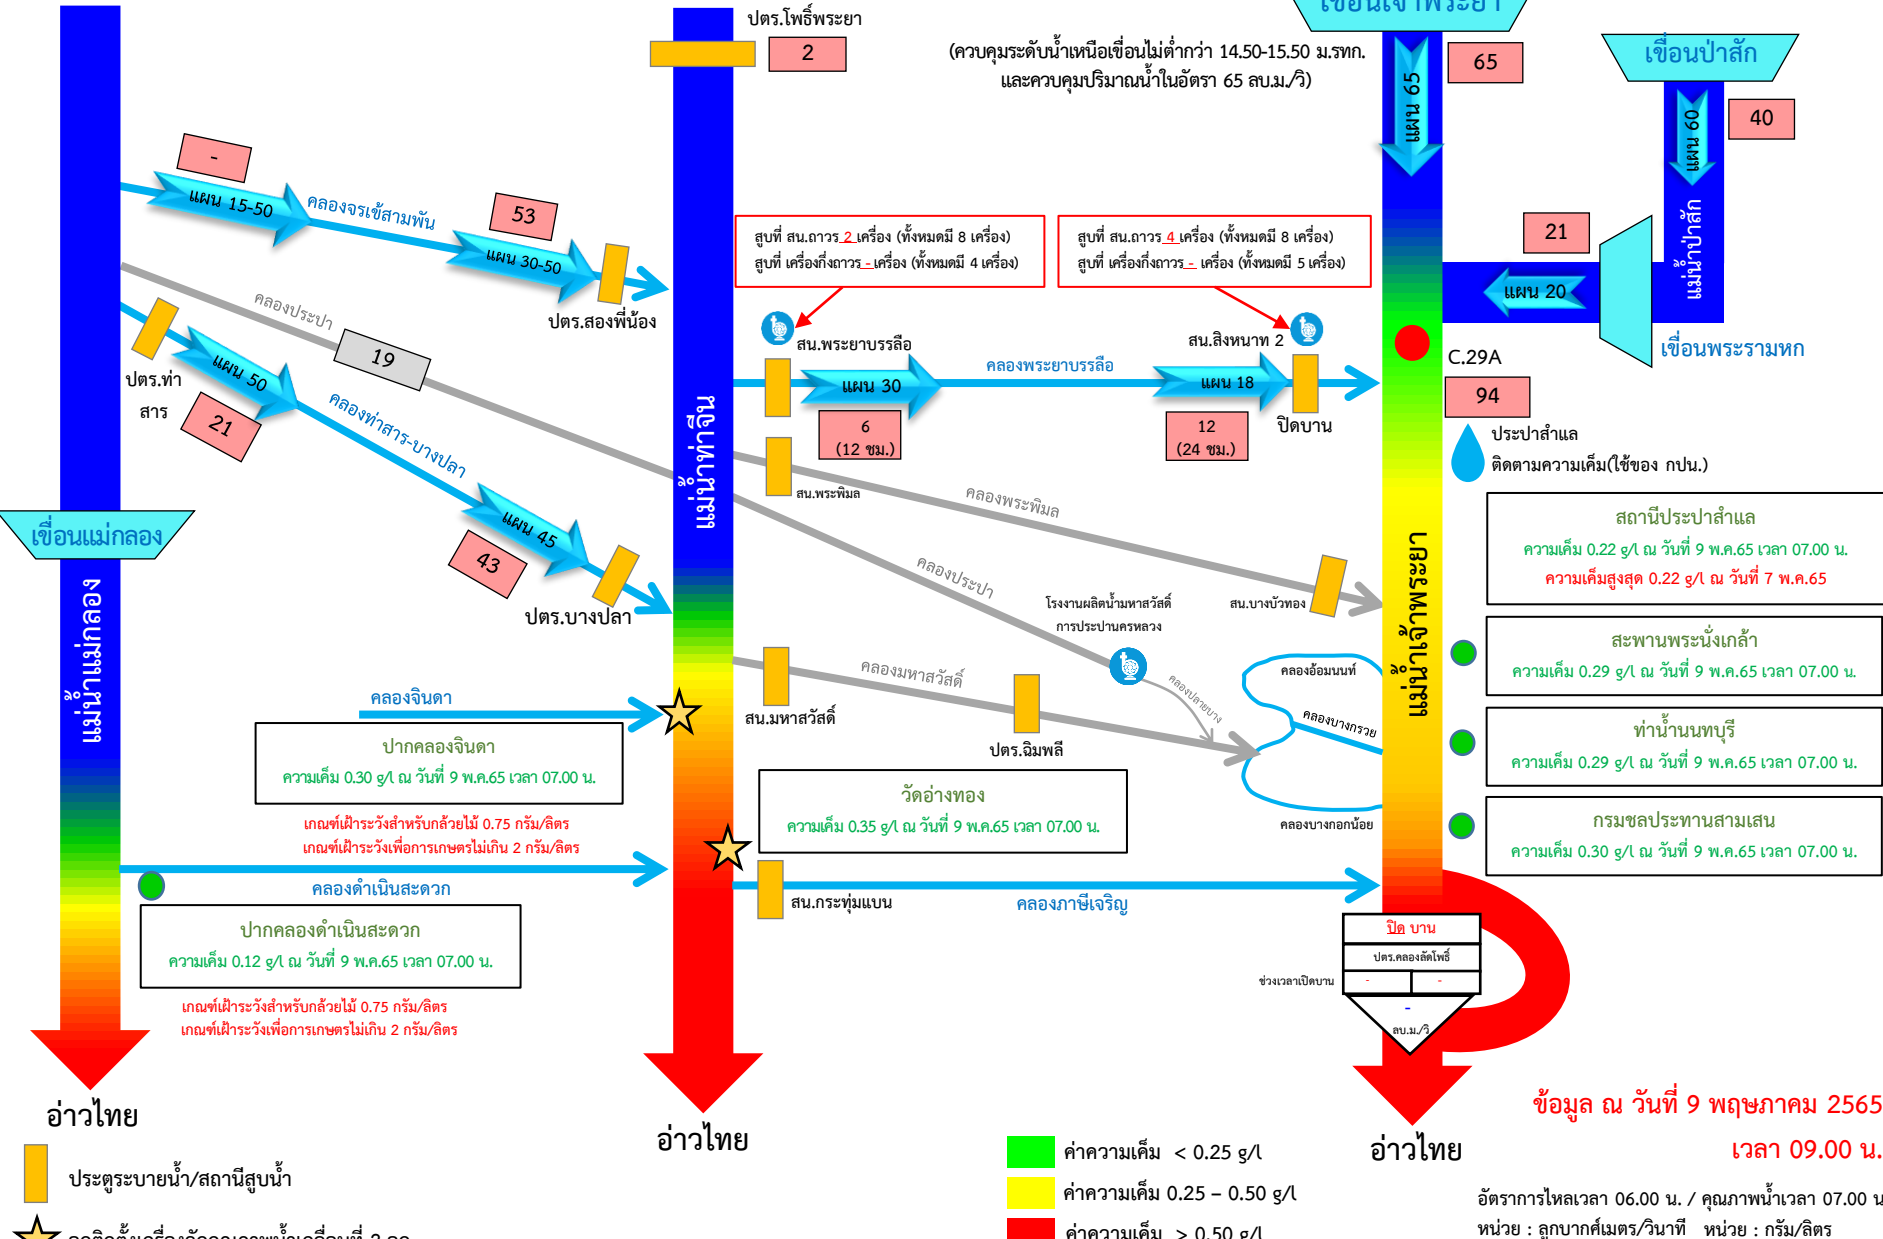 เขื่อนเจ้าพระยา
ปตร.โพธิ์พระยา
2
(ควบคุมระดับน้ำเหนือเขื่อนไม่ต่ำกว่า 14.50-15.50 ม.รทก.
และควบคุมปริมาณน้ำในอัตรา 65 ลบ.ม./วิ)
65
แผน 65
เขื่อนป่าสัก
40
แผน 60
แม่น้ำป่าสัก
-
แผน 15-50
คลองจรเข้สามพัน
53
แผน 30-50
ปตร.สองพี่น้อง
สูบที่ สน.ถาวร 2 เครื่อง (ทั้งหมดมี 8 เครื่อง)
สูบที่ เครื่องกึ่งถาวร - เครื่อง (ทั้งหมดมี 4 เครื่อง)
สูบที่ สน.ถาวร 4 เครื่อง (ทั้งหมดมี 8 เครื่อง)
สูบที่ เครื่องกึ่งถาวร - เครื่อง (ทั้งหมดมี 5 เครื่อง)
21
แผน 20
เขื่อนพระรามหก
คลองประปา
19
ปตร.ท่า
สาร
แผน 50
21
คลองท่าสาร-บางปลา
แผน 45
43
ปตร.บางปลา
สน.พระยาบรรลือ
แผน 30
6
(12 ชม.)
คลองพระยาบรรลือ
สน.สิงหนาท 2
แผน 18
12
(24 ชม.)
ปิดบาน
C.29A
94
ประปาสำแล
ติดตามความเค็ม(ใช้ของ กปน.)
แม่น้ำท่าจีน
สน.พระพิมล
คลองพระพิมล
คลองประปา
สน.บางบัวทอง
โรงงานผลิตน้ำมหาสวัสดิ์
การประปานครหลวง
สถานีประปาสำแล
ความเค็ม 0.22 g/l ณ วันที่ 9 พ.ค.65 เวลา 07.00 น.
ความเค็มสูงสุด 0.22 g/l ณ วันที่ 7 พ.ค.65
เขื่อนแม่กลอง
แม่น้ำแม่กลอง
แม่น้ำเจ้าพระยา
สะพานพระนั่งเกล้า
ความเค็ม 0.29 g/l ณ วันที่ 9 พ.ค.65 เวลา 07.00 น.
คลองมหาสวัสดิ์
สน.มหาสวัสดิ์
ปตร.ฉิมพลี
คลองปลายบาง
คลองอ้อมนนท์
คลองบางกรวย
คลองบางกอกน้อย
ท่าน้ำนนทบุรี
ความเค็ม 0.29 g/l ณ วันที่ 9 พ.ค.65 เวลา 07.00 น.
คลองจินดา
ปากคลองจินดา
ความเค็ม 0.30 g/l ณ วันที่ 9 พ.ค.65 เวลา 07.00 น.
เกณฑ์เฝ้าระวังสำหรับกล้วยไม้ 0.75 กรัม/ลิตร
เกณฑ์เฝ้าระวังเพื่อการเกษตรไม่เกิน 2 กรัม/ลิตร
วัดอ่างทอง
ความเค็ม 0.35 g/l ณ วันที่ 9 พ.ค.65 เวลา 07.00 น.
กรมชลประทานสามเสน
ความเค็ม 0.30 g/l ณ วันที่ 9 พ.ค.65 เวลา 07.00 น.
คลองดำเนินสะดวก
ปากคลองดำเนินสะดวก
ความเค็ม 0.12 g/l ณ วันที่ 9 พ.ค.65 เวลา 07.00 น.
เกณฑ์เฝ้าระวังสำหรับกล้วยไม้ 0.75 กรัม/ลิตร
เกณฑ์เฝ้าระวังเพื่อการเกษตรไม่เกิน 2 กรัม/ลิตร
สน.กระทุ่มแบน
คลองภาษีเจริญ
ปิด บาน
ปตร.คลองลัดโพธิ์
ช่วงเวลาเปิดบาน
- -
-
ลบ.ม./วิ
อ่าวไทย
อ่าวไทย
อ่าวไทย
ข้อมูล ณ วันที่ 9 พฤษภาคม 2565
เวลา 09.00 น.
ประตูระบายน้ำ/สถานีสูบน้ำ
ค่าความเค็ม < 0.25 g/l
ค่าความเค็ม 0.25 – 0.50 g/l
ค่าความเค็ม > 0.50 g/l
อัตราการไหลเวลา 06.00 น. / คุณภาพน้ำเวลา 07.00 น
หน่วย : ลูกบากศ์เมตร/วินาที หน่วย : กรัม/ลิตร